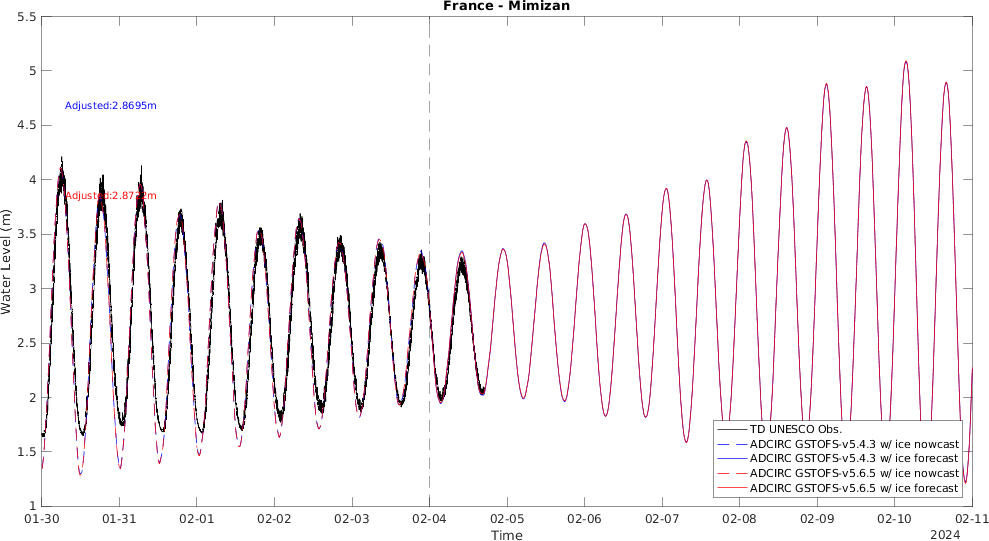 France - Mimizan
Water Level (m)
5.5
5
4.5
4
3.5
3
2.5
2
1.5
1
Adjusted:2.8695m
TD UNESCO Obs.
ADCIRC GSTOFS-v5.4.3 w/ ice nowcast
ADCIRC GSTOFS-v5.4.3 w/ ice forecast
ADCIRC GSTOFS-v5.6.5 w/ ice nowcast
ADCIRC GSTOFS-v5.6.5 w/ ice forecast
01-30 01-31 02-01 02-02 02-03 02-04 02-05 02-06 02-07 02-08 02-09 02-10 02-11
Time
2024